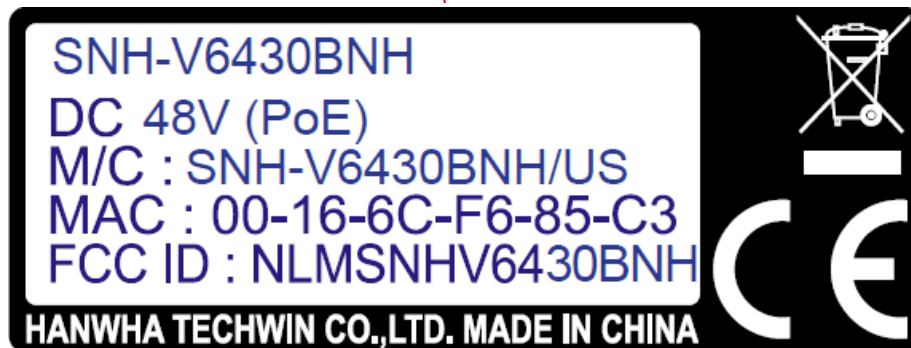 SNH-V6430BNH
DC 48V (PoE)
M/C : SNH-V6430BNH/US
MAC : 00-16-6C-F6-85-C3
FCC ID : NLMSNHV6430BNH
HANWHA TECHWIN CO.,LTD. MADE IN CHINA
CE